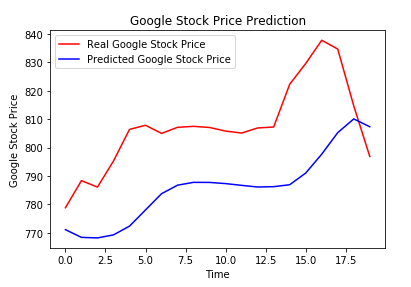 Google Stock Price Prediction
Real Google Stock Price
Predicted Google Stock Price
Google Stock Price
840
830
820
810
800
790
780
770
0.0 2.5 5.0 7.5 10.0 12.5 15.0 17.5
Time